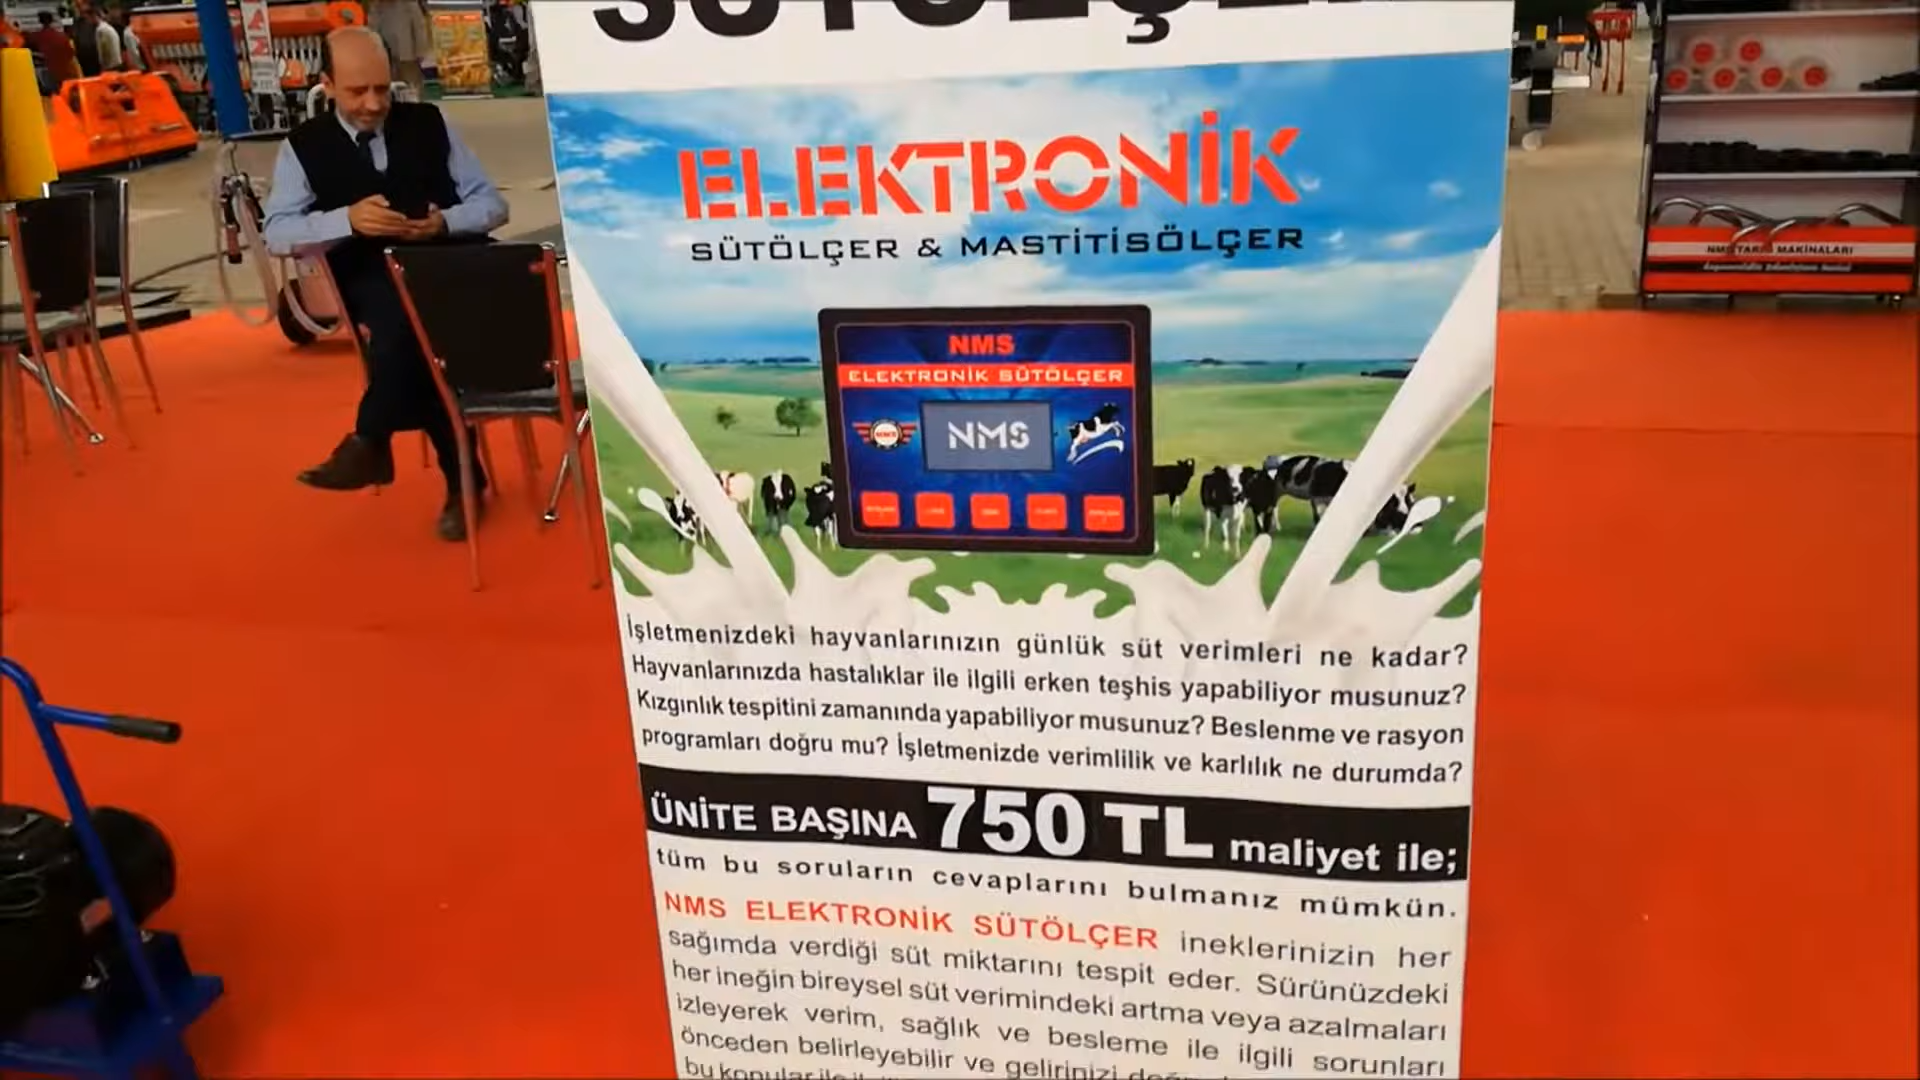 SÜTÖLÇER
ELEKTRONİK
SÜTÖLÇER & MASTİTİSÖLÇER
NMS
ELEKTRONİK SÜTÖLÇER
NMS
İşletmenizdeki hayvanlarınızın günlük süt verimleri ne kadar?
Hayvanlarınızda hastalıklar ile ilgili erken teşhis yapabiliyor musunuz?
Kızgınlık tespitini zamanında yapabiliyor musunuz? Beslenme ve rasyon
programları doğru mu? İşletmenizde verimlilik ve karlılık ne durumda?
ÜNİTE BAŞINA 750 TL maliyet ile;
tüm bu soruların cevaplarını bulmanız mümkün.
NMS ELEKTRONİK SÜTÖLÇER ineklerinizin her
sağımda verdiği süt miktarını tespit eder. Sürünüzdeki
her ineğin bireysel süt verimindeki artma veya azalmaları
izleyerek verim, sağlık ve besleme ile ilgili sorunları
önceden belirleyebilir ve gelirinizi
bu konular ile
NMS TARIM MAKİNALARI